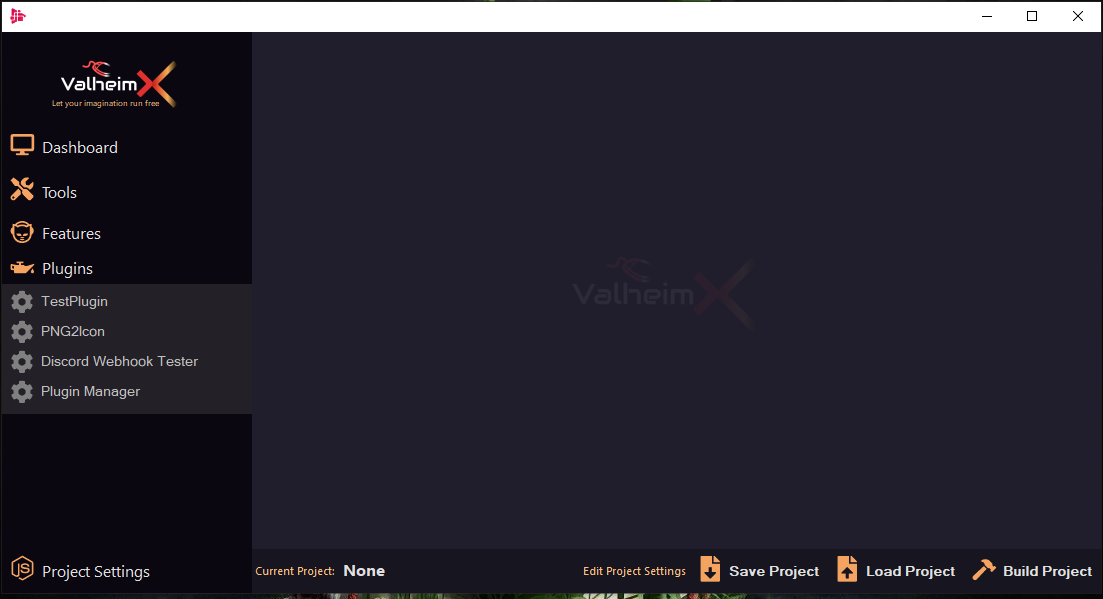 ValheimX
Let your imagination run free
Dashboard
Tools
Features
Plugins
TestPlugin
PNG2Icon
Discord Webhook Tester
Plugin Manager
ValheimX
JS
Project Settings
Current Project: None
Edit Project Settings
Save Project
Load Project
Build Project